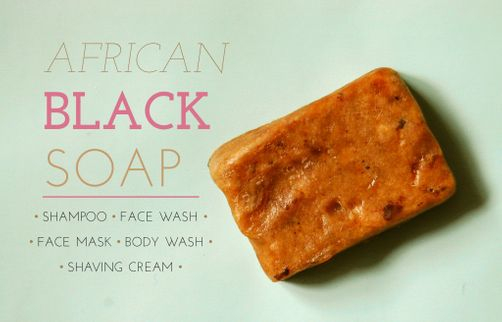 AFRICAN
BLACK
SOAP
• SHAMPOO • FACE WASH •
• FACE MASK • BODY WASH •
• SHAVING CREAM •